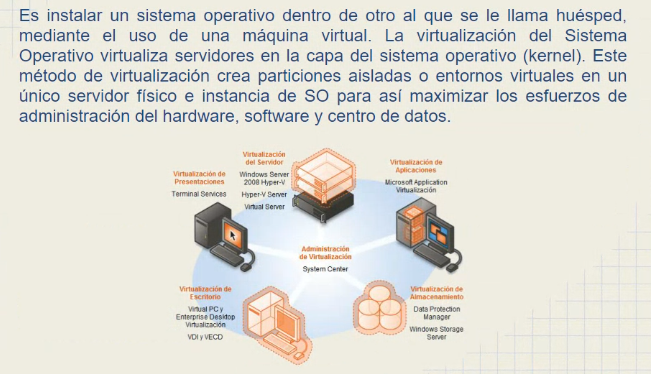 Es instalar un sistema operativo dentro de otro al que se le llama huésped,
mediante el uso de una máquina virtual. La virtualización del Sistema
Operativo virtualiza servidores en la capa del sistema operativo (kernel). Este
método de virtualización crea particiones aisladas o entornos virtuales en un
único servidor físico e instancia de SO para así maximizar los esfuerzos de
administración del hardware, software y centro de datos.
Virtualización
del Servidor
Windows Server
2008 Hyper-V
Hyper-V Server
Virtual Server
Virtualización de
Presentaciones
Terminal Services
Virtualización de
Aplicaciones
Microsoft Application
Virtualización
Administración
de Virtualización
System Center
Virtualización de
Escritorio
Virtual PC y
Enterprise Desktop
Virtualización
VDI y VECD
Virtualización de
Almacenamiento
Data Protection
Manager
Windows Storage
Server